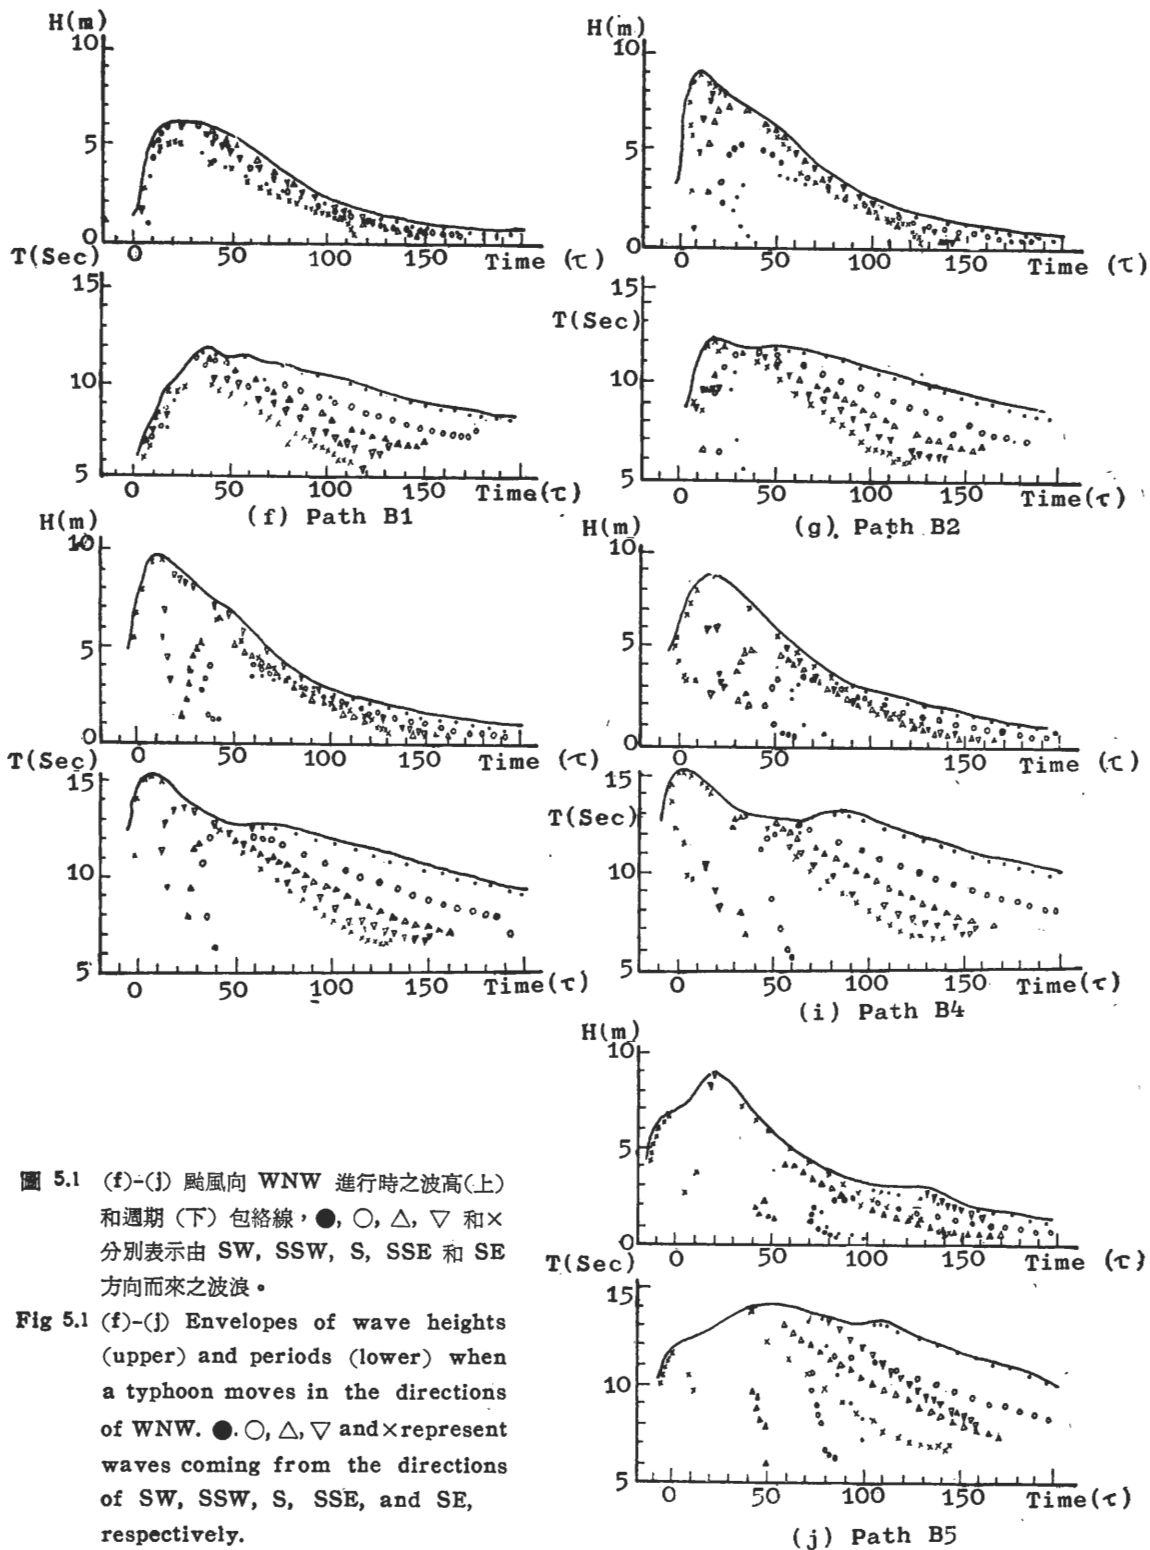 H(m)
10
5
0
T(Sec) 0 50 100 150 Time (τ)
15
10
5
0 50 100 150 Time(τ)
(f) Path B1
H(m)
10
5
0
0 50 100 150 Time (τ)
15
T(Sec)
10
5
0 50 100 150 Time(τ)
(g) Path B2
H(m)
10
5
0
T(Sec) 0 50 100 150 Time (τ)
15
10
5
0 50 100 150 Time(τ)
H(m)
10
5
0
0 50 100 150 Time (τ)
15
T(Sec)
10
5
0 50 100 150 Time(τ)
(i) Path B4
H(m)
10
5
0
T(Sec) 0 50 100 150 Time (τ)
15
10
5
0 50 100 150 Time(τ)
(j) Path B5
圖 5.1 (f)-(j) 颱風向 WNW 進行時之波高(上)
和週期（下）包絡線，●, ○, △, ▽ 和×
分別表示由 SW, SSW, S, SSE 和 SE
方向而來之波浪。
Fig 5.1 (f)-(j) Envelopes of wave heights
(upper) and periods (lower) when
a typhoon moves in the directions
of WNW. ●. ○, △, ▽ and×represent
waves coming from the directions
of SW, SSW, S, SSE, and SE,
respectively.